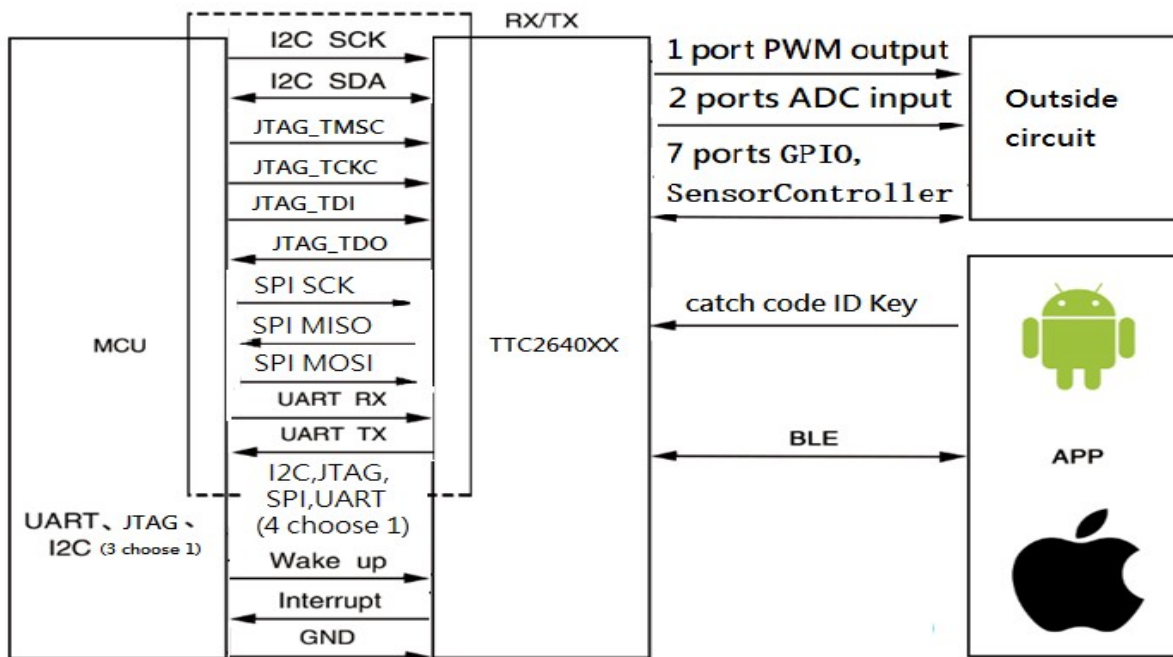 RX/TX
I2C SCK
I2C SDA
JTAG_TMSC
JTAG_TCKC
JTAG_TDI
JTAG_TDO
SPI SCK
SPI MISO
SPI MOSI
UART RX
UART TX
I2C,JTAG,
SPI,UART
(4 choose 1)
Wake up
Interrupt
GND
MCU
UART、JTAG、
I2C (3 choose 1)
TTC2640XX
1 port PWM output
2 ports ADC input
7 ports GPIO,
SensorController
Outside
circuit
catch code ID Key
BLE
APP